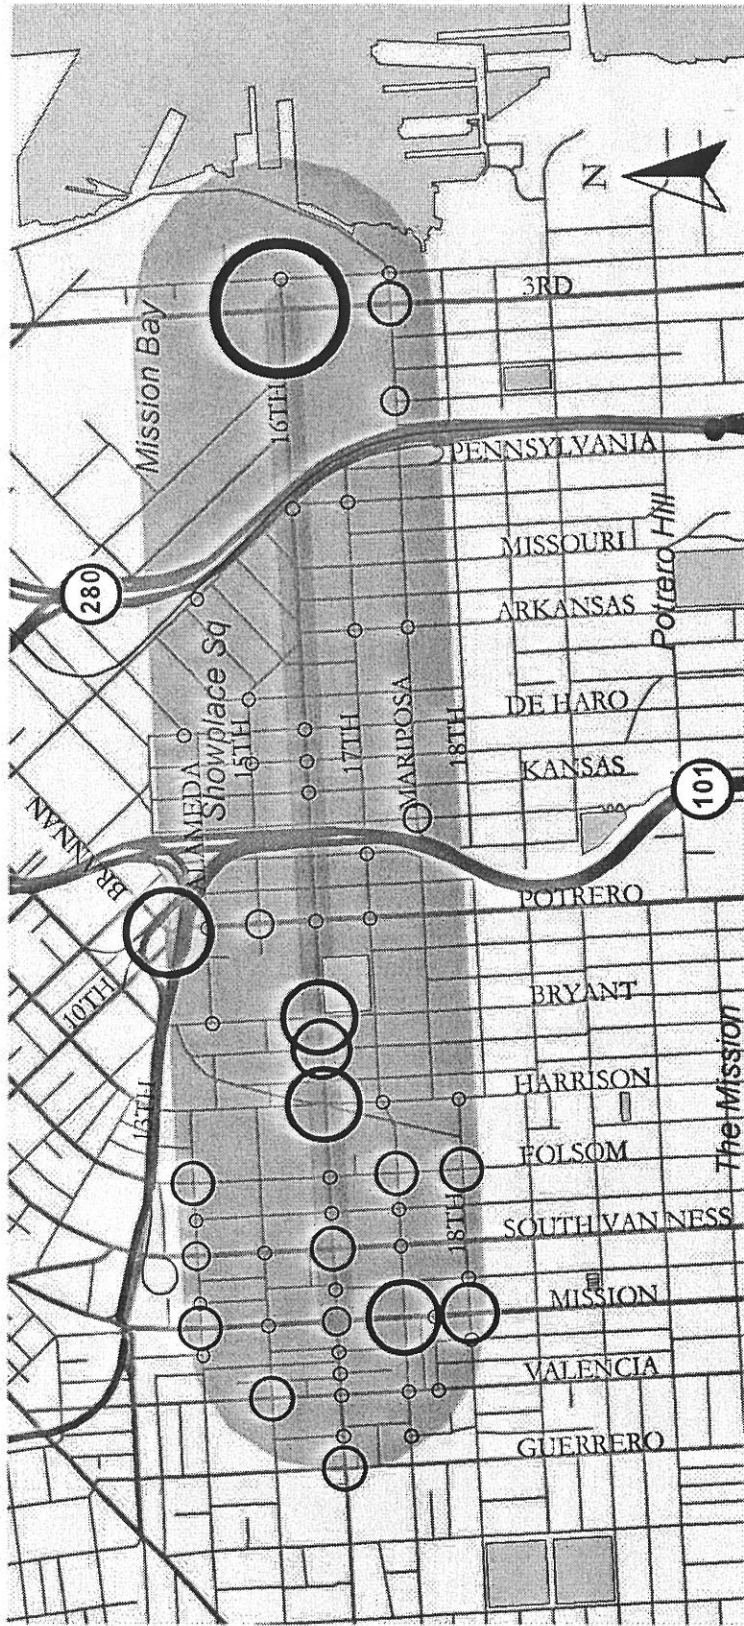 N
3RD
Mission Bay
16TH
PENNSYLVANIA
280
MISSOURI
ARKANSAS
Potrero Hill
Showplace Sq
15TH
17TH
MARIPOSA
18TH
DE HARO
KANSAS
101
ALAMEDA
BRANNAN
POTRERO
10TH
BRYANT
13TH
HARRISON
FOLSOM
The Mission
18TH
SOUTH VAN NESS
MISSION
VALENCIA
GUERRERO